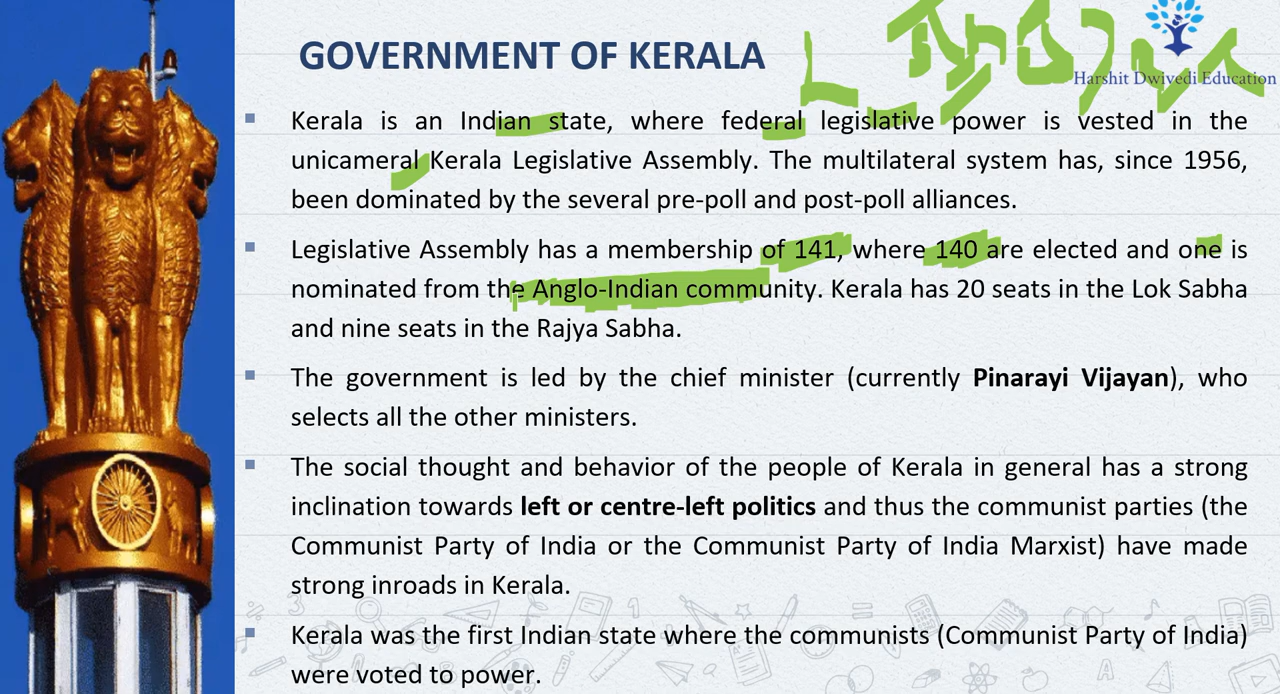 GOVERNMENT OF KERALA
Harshit Dwivedi Education
Kerala is an Indian state, where federal legislative power is vested in the
unicameral Kerala Legislative Assembly. The multilateral system has, since 1956,
been dominated by the several pre-poll and post-poll alliances.
Legislative Assembly has a membership of 141, where 140 are elected and one is
nominated from the Anglo-Indian community. Kerala has 20 seats in the Lok Sabha
and nine seats in the Rajya Sabha.
The government is led by the chief minister (currently Pinarayi Vijayan), who
selects all the other ministers.
The social thought and behavior of the people of Kerala in general has a strong
inclination towards left or centre-left politics and thus the communist parties (the
Communist Party of India or the Communist Party of India Marxist) have made
strong inroads in Kerala.
Kerala was the first Indian state where the communists (Communist Party of India)
were voted to power.